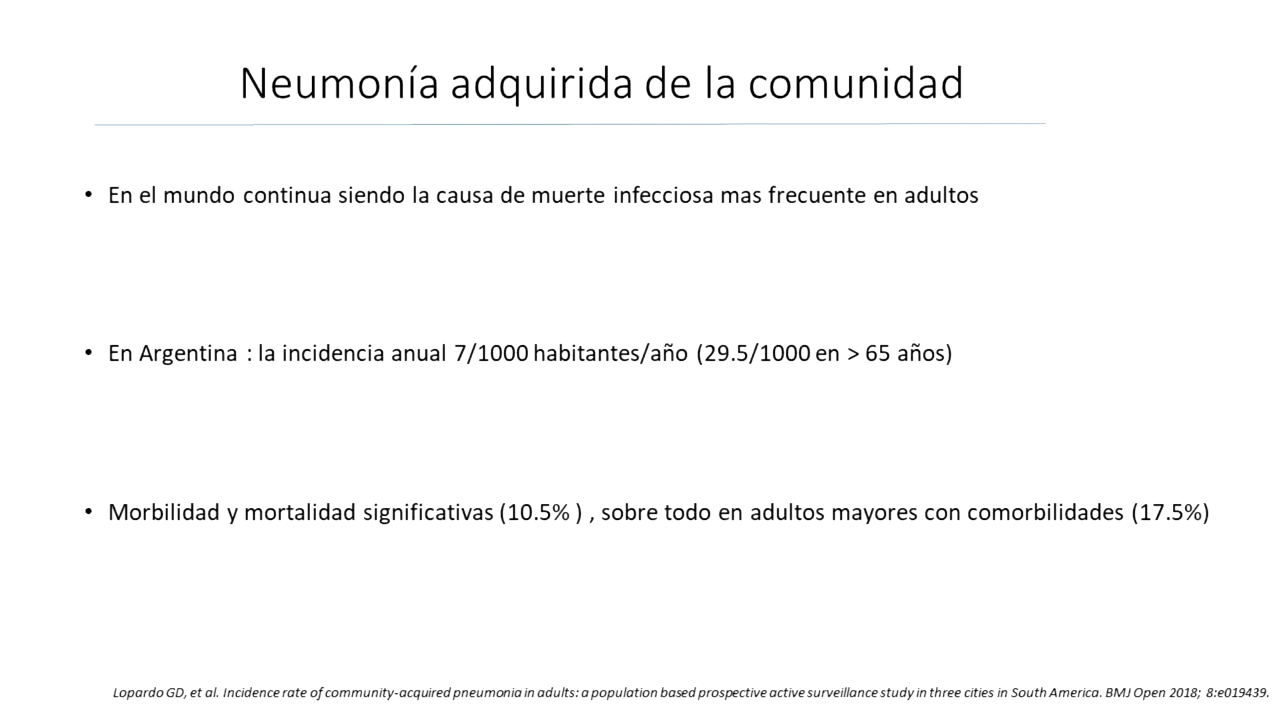 Neumonía adquirida de la comunidad
• En el mundo continua siendo la causa de muerte infecciosa mas frecuente en adultos
• En Argentina : la incidencia anual 7/1000 habitantes/año (29.5/1000 en > 65 años)
• Morbilidad y mortalidad significativas (10.5% ) , sobre todo en adultos mayores con comorbilidades (17.5%)
Lopardo GD, et al. Incidence rate of community-acquired pneumonia in adults: a population based prospective active surveillance study in three cities in South America. BMJ Open 2018; 8:e019439.